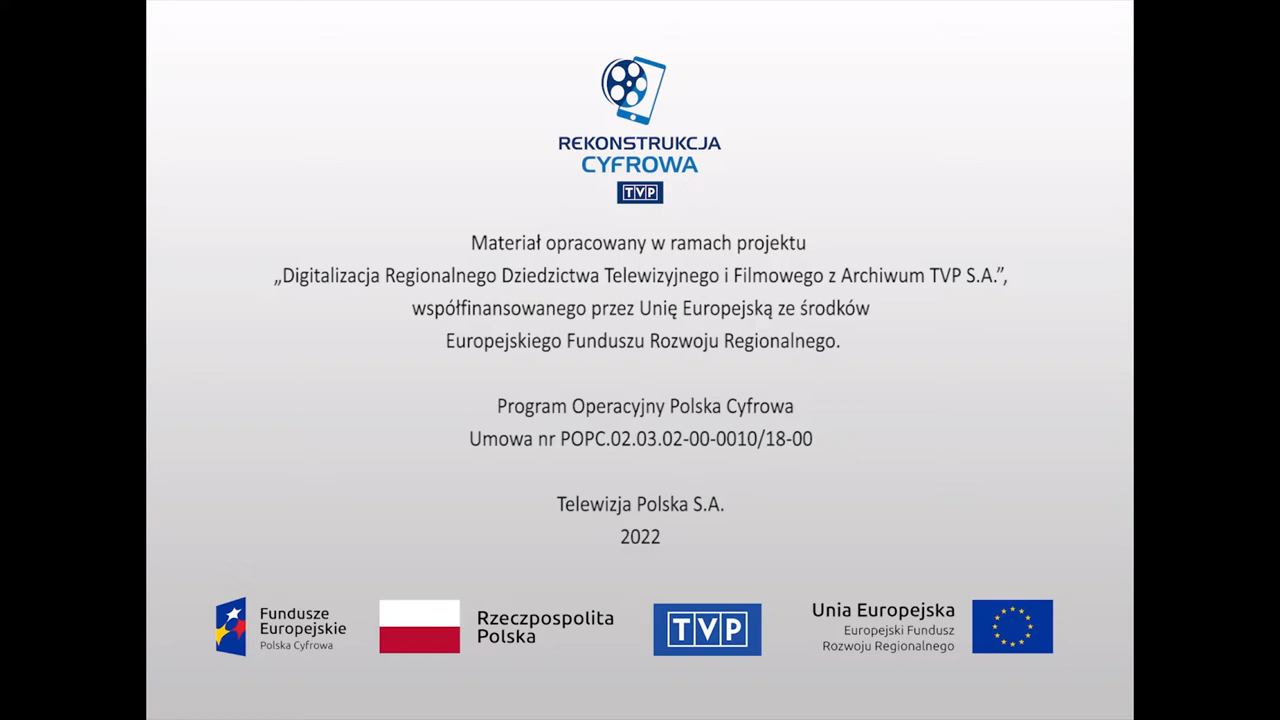 REKONSTRUKCJA
CYFROWA
TVP
Materiał opracowany w ramach projektu
„Digitalizacja Regionalnego Dziedzictwa Telewizyjnego i Filmowego z Archiwum TVP S.A.”,
współfinansowanego przez Unię Europejską ze środków
Europejskiego Funduszu Rozwoju Regionalnego.
Program Operacyjny Polska Cyfrowa
Umowa nr POPC.02.03.02-00-0010/18-00
Telewizja Polska S.A.
2022
Fundusze
Europejskie
Polska Cyfrowa
Rzeczpospolita
Polska
TVP
Unia Europejska
Europejski Fundusz
Rozwoju Regionalnego